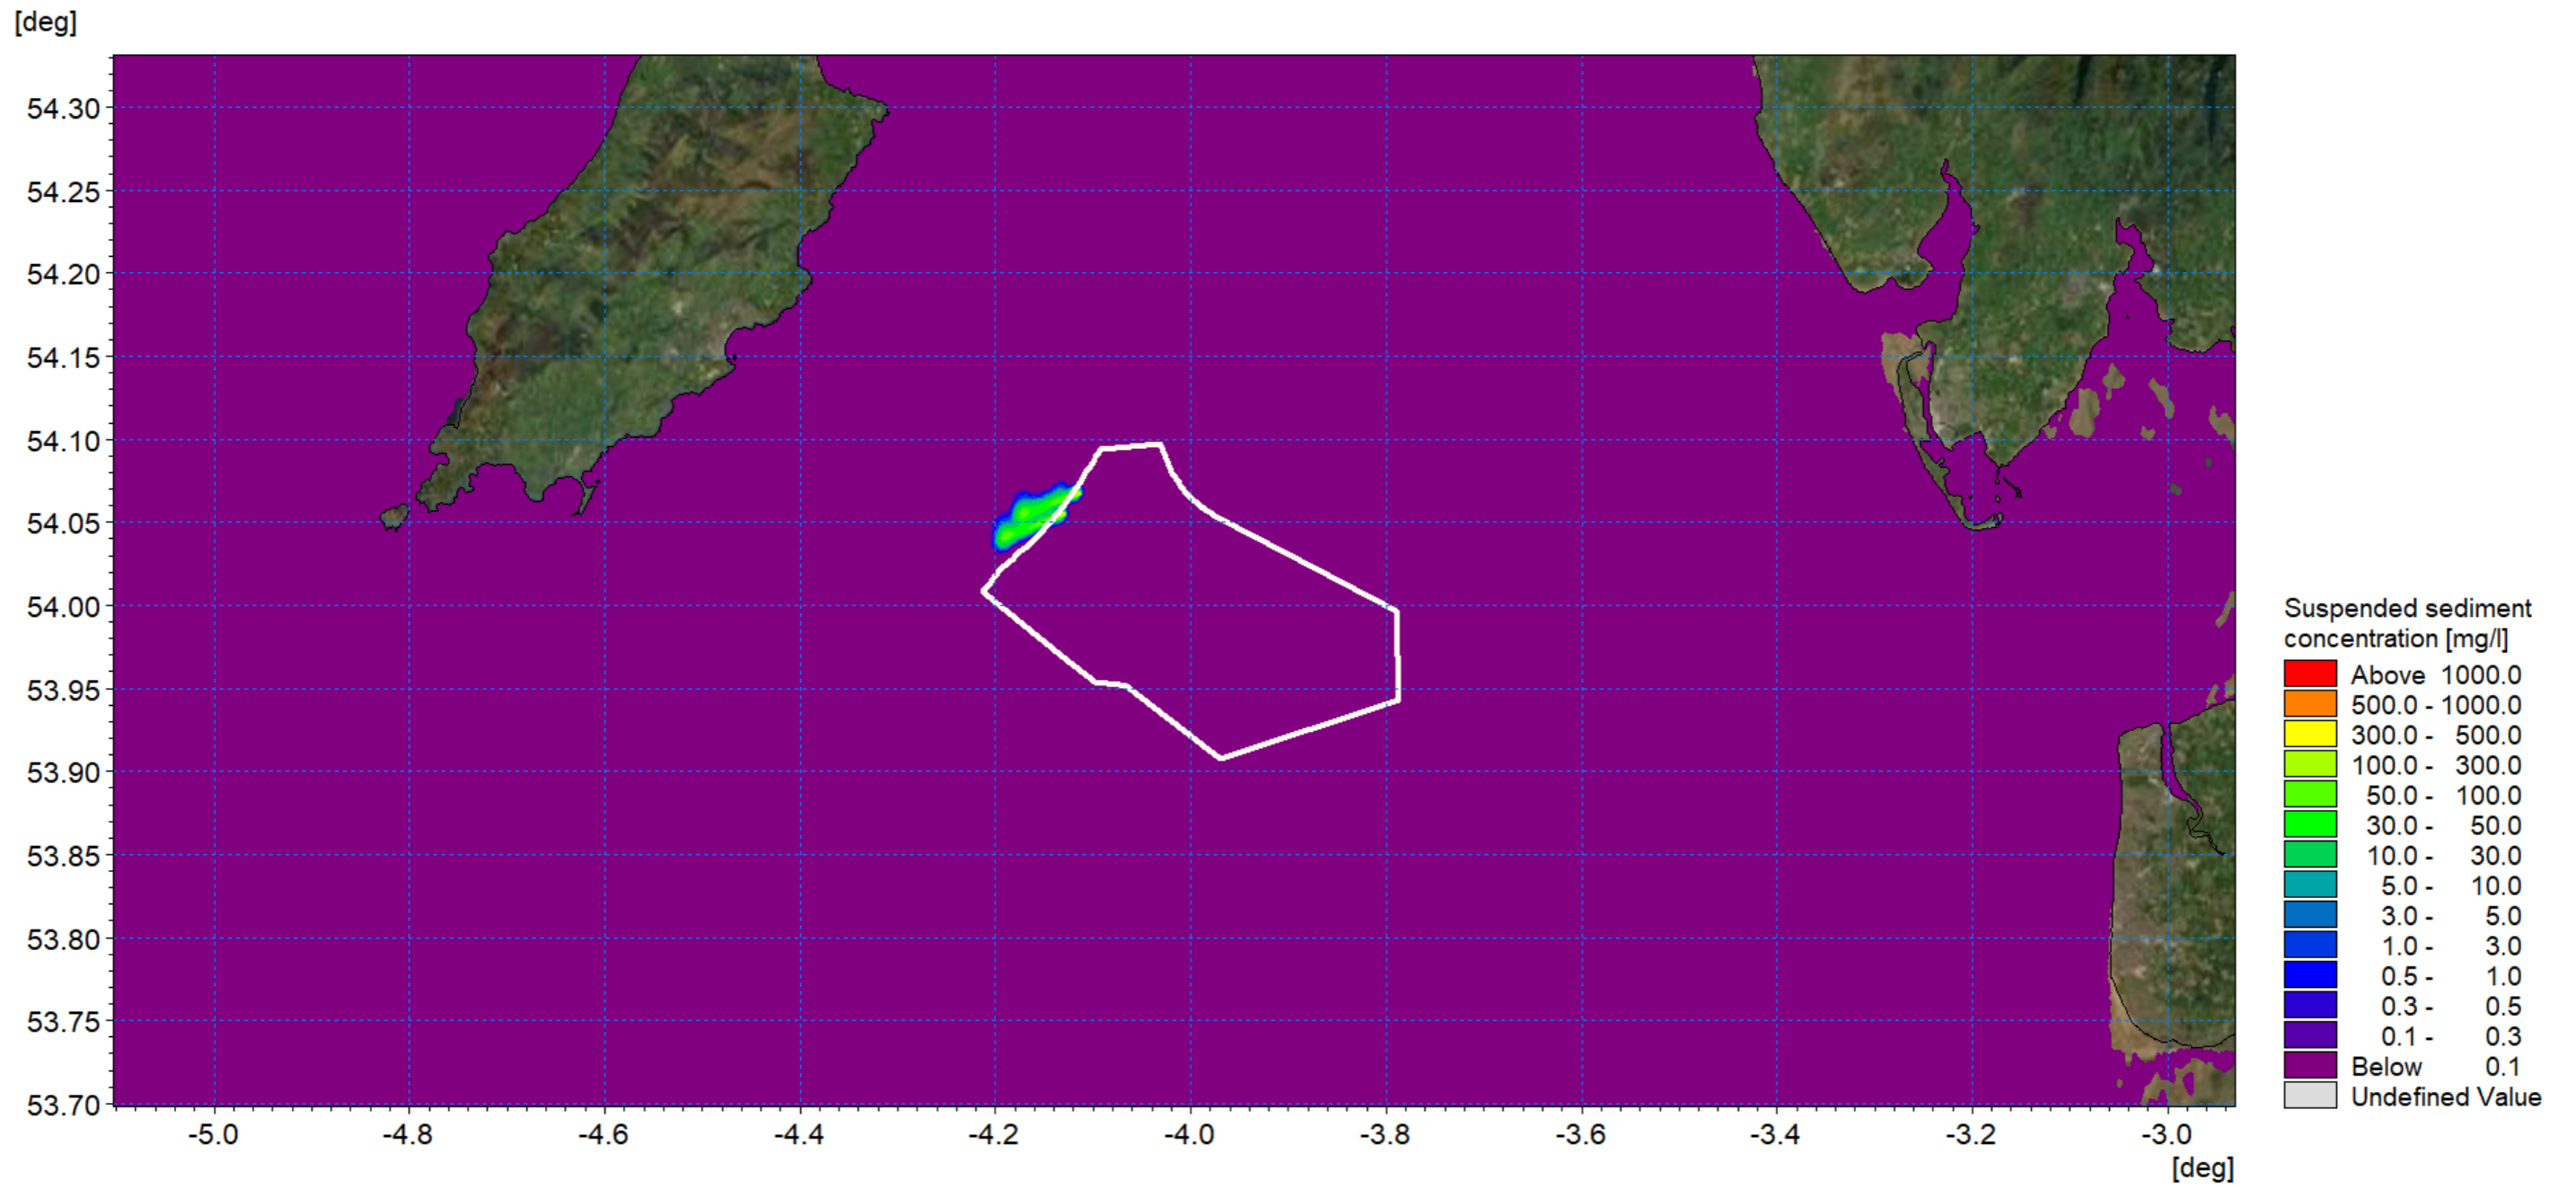 [deg]
54.30
54.25
54.20
54.15
54.10
54.05
54.00
53.95
53.90
53.85
53.80
53.75
53.70
-5.0 -4.8 -4.6 -4.4 -4.2 -4.0 -3.8 -3.6 -3.4 -3.2 -3.0
[deg]
Suspended sediment
concentration [mg/l]
Above 1000.0
500.0 - 1000.0
300.0 - 500.0
100.0 - 300.0
50.0 - 100.0
30.0 - 50.0
10.0 - 30.0
5.0 - 10.0
3.0 - 5.0
1.0 - 3.0
0.5 - 1.0
0.3 - 0.5
0.1 - 0.3
Below 0.1
Undefined Value